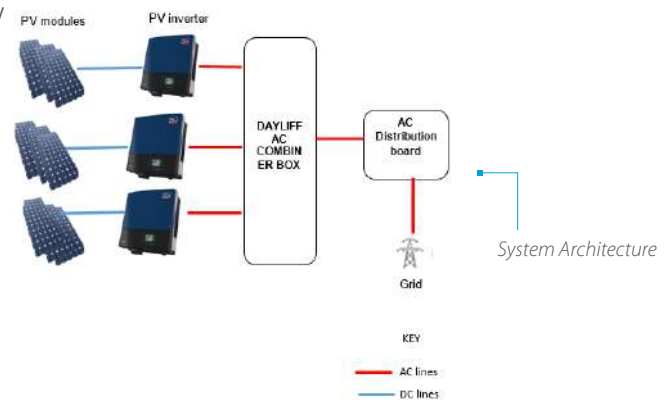 PV modules
PV inverter
DAYLIFF
AC
COMBIN
ER BOX
AC
Distribution
board
System Architecture
Grid
KEY
AC lines
DC lines